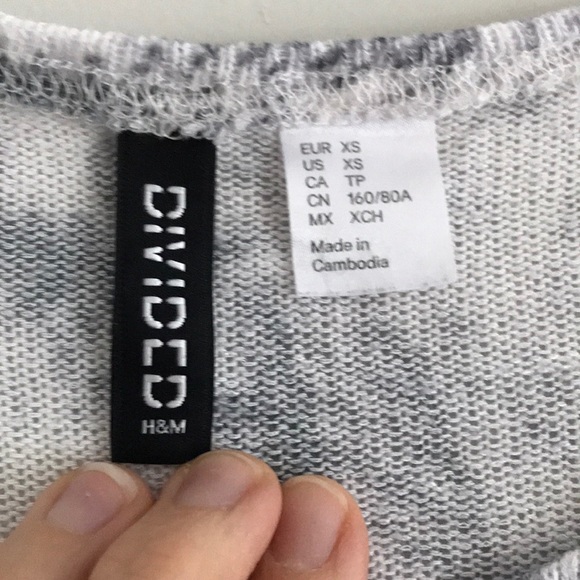 DIVIDED
H&M
EUR XS
US XS
CA TP
CN 160/80A
MX XCH
Made in
Cambodia